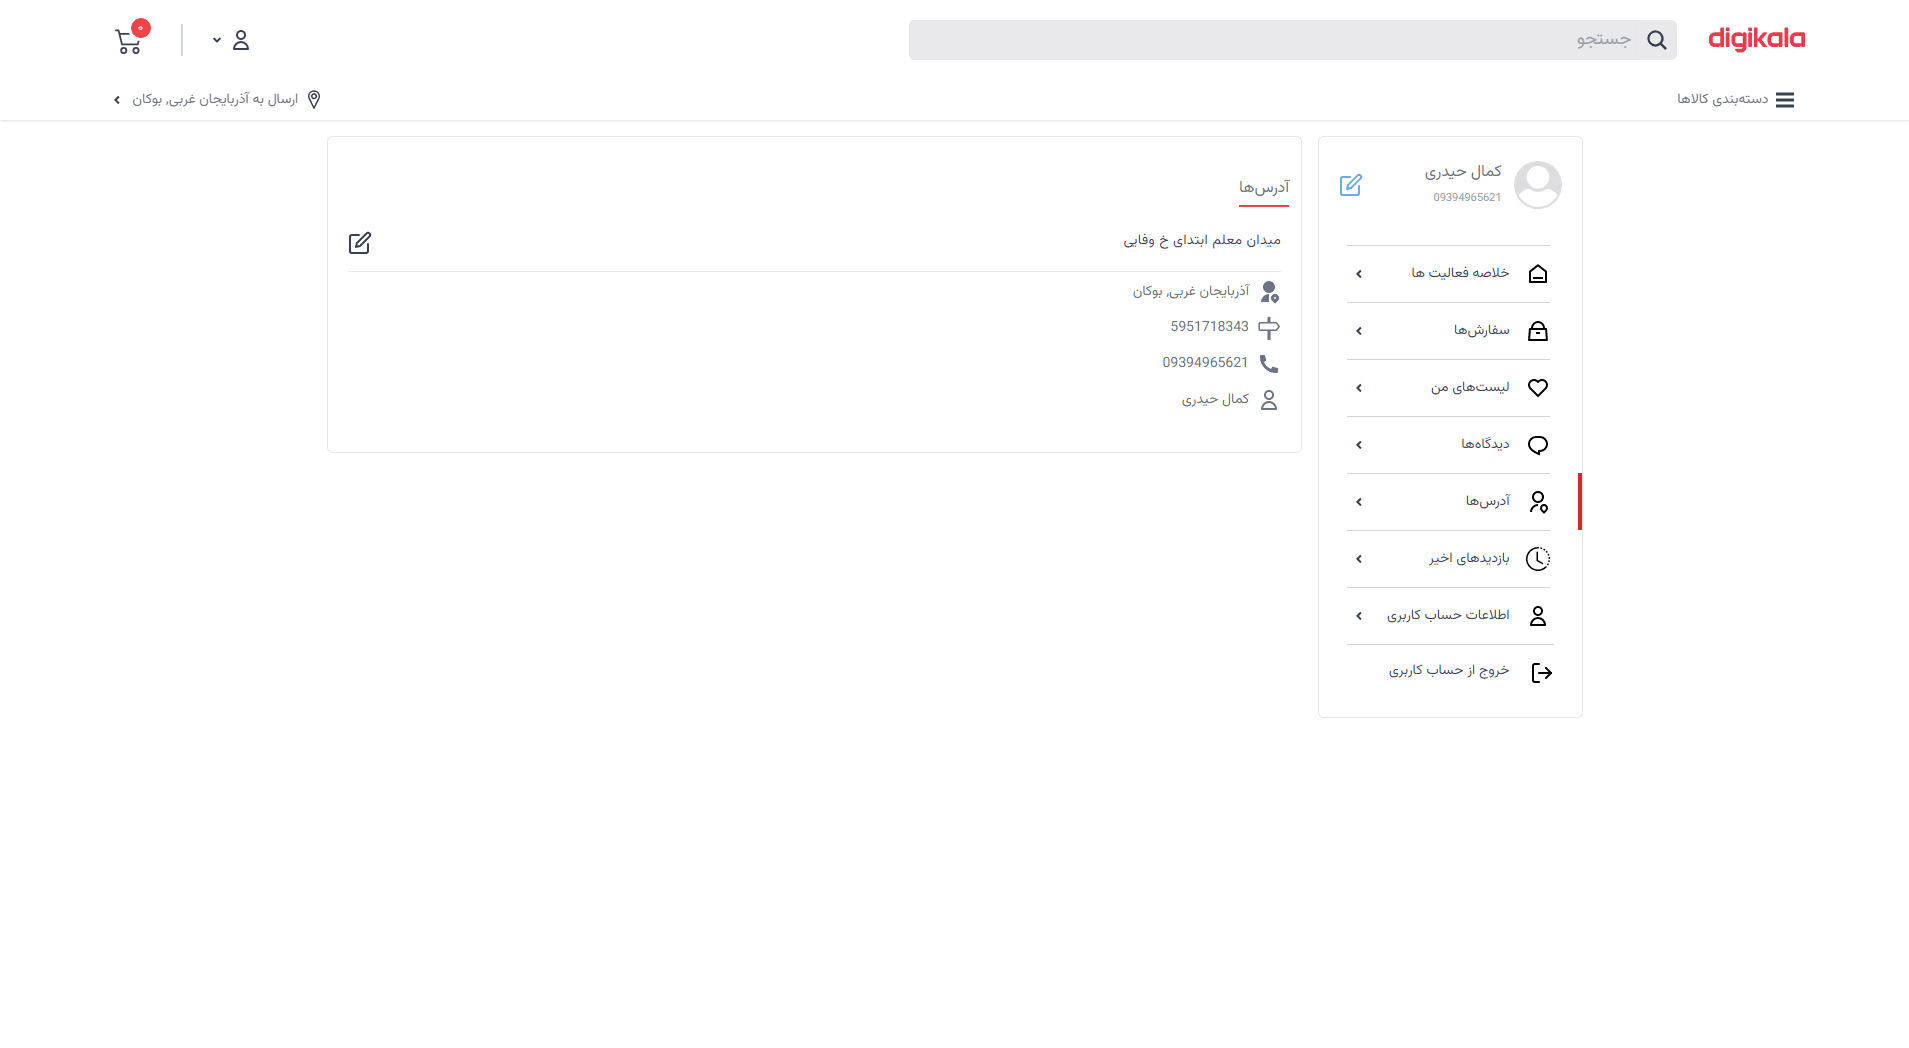 digikala
جستجو
۰
دسته‌بندی کالاها
ارسال به آذربایجان غربی, بوکان
کمال حیدری
09394965621
خلاصه فعالیت ها
سفارش‌ها
لیست‌های من
دیدگاه‌ها
آدرس‌ها
بازدیدهای اخیر
اطلاعات حساب کاربری
خروج از حساب کاربری
آدرس‌ها
میدان معلم ابتدای خ وفایی
آذربایجان غربی, بوکان
5951718343
09394965621
کمال حیدری